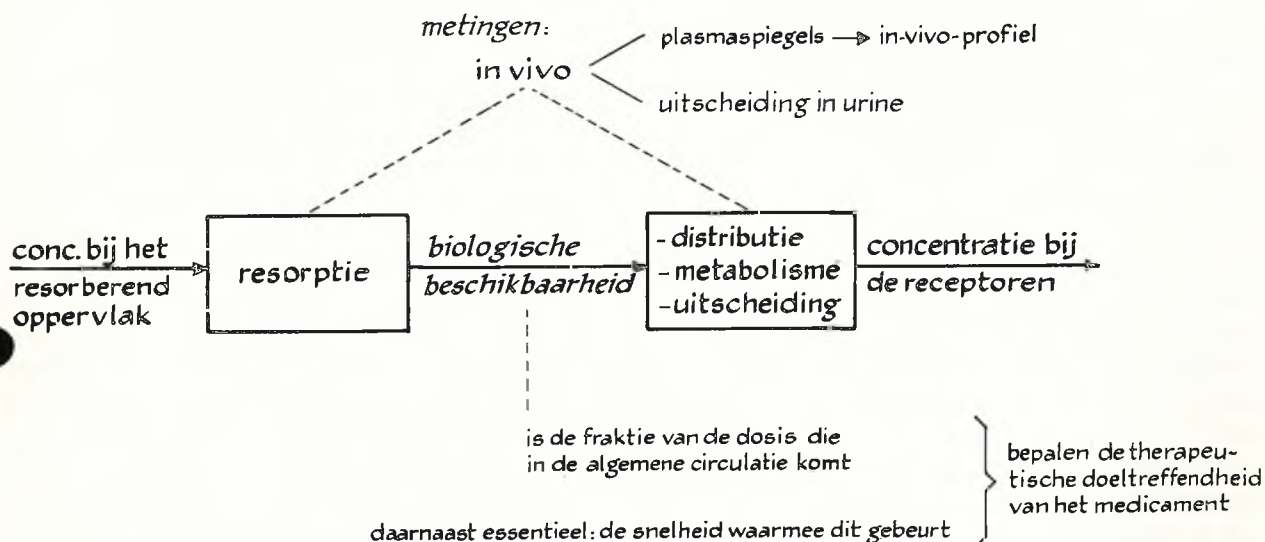 metingen:
in vivo
plasmaspiegels → in-vivo-profiel
uitscheiding in urine
conc. bij het
resorberend
oppervlak
resorptie
biologische
beschikbaarheid
- distributie
- metabolisme
- uitscheiding
concentratie bij
de receptoren
is de fraktie van de dosis die
in de algemene circulatie komt
daarnaast essentieel: de snelheid waarmee dit gebeurt
bepalen de therapeu-
tische doeltreffendheid
van het medicament